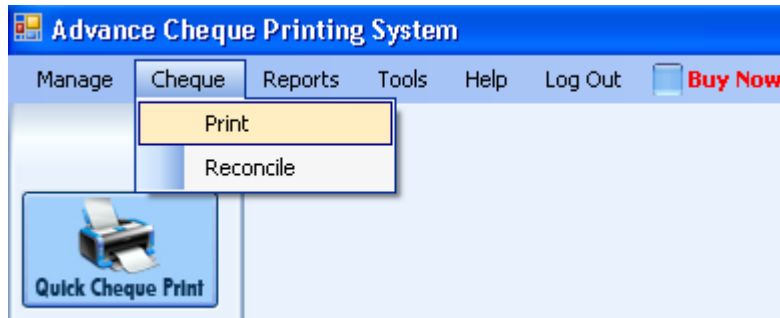 Advance Cheque Printing System
Manage Cheque Reports Tools Help Log Out Buy Now
Print
Reconcile
Quick Cheque Print